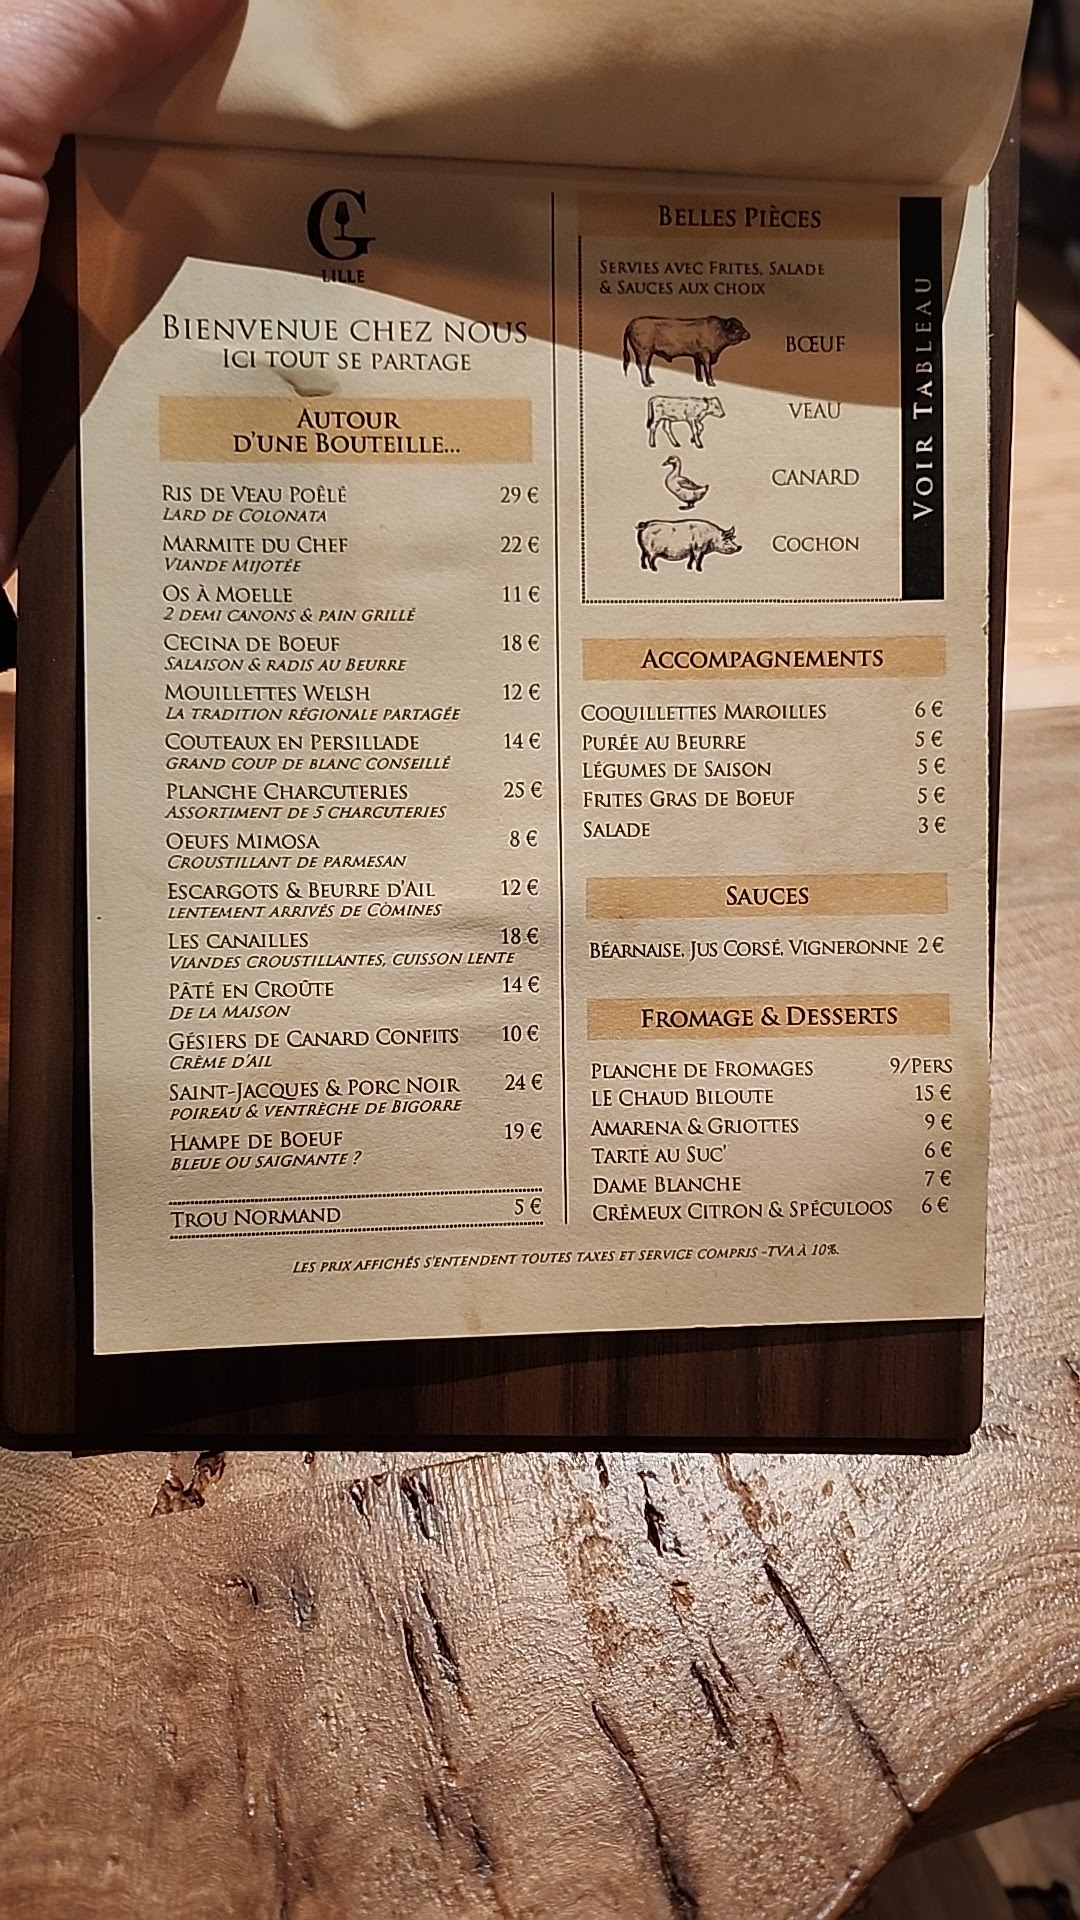 G
LILLE
BIENVENUE CHEZ NOUS
ICI TOUT SE PARTAGE
AUTOUR
D'UNE BOUTEILLE...
RIS DE VEAU POÊLÉ 29 €
LARD DE COLONATA
MARMITE DU CHEF 22 €
VIANDE MIJOTÉE
OS À MOELLE 11 €
2 DEMI CANONS & PAIN GRILLÉ
CECINA DE BOEUF 18 €
SALAISON & RADIS AU BEURRE
MOUILLETTES WELSH 12 €
LA TRADITION RÉGIONALE PARTAGÉE
COUTEAUX EN PERSILLADE 14 €
GRAND COUP DE BLANC CONSEILLÉ
PLANCHE CHARCUTERIES 25 €
ASSORTIMENT DE 5 CHARCUTERIES
OEUFS MIMOSA 8 €
CROUSTILLANT DE PARMESAN
ESCARGOTS & BEURRE D'AIL 12 €
LENTEMENT ARRIVÉS DE COMINES
LES CANAILLES 18 €
VIANDES CROUSTILLANTES, CUISSON LENTE
PÂTÉ EN CROÛTE 14 €
DE LA MAISON
GÉSIERS DE CANARD CONFITS 10 €
CRÈME D'AIL
SAINT-JACQUES & PORC NOIR 24 €
POIREAU & VENTRÈCHE DE BIGORRE
HAMPE DE BOEUF 19 €
BLEUE OU SAIGNANTE ?
TROU NORMAND 5 €
BELLES PIÈCES
SERVIES AVEC FRITES, SALADE
& SAUCES AUX CHOIX
BŒUF
VEAU
CANARD
COCHON
VOIR TABLEAU
ACCOMPAGNEMENTS
COQUILLETTES MAROILLES 6 €
PURÉE AU BEURRE 5 €
LÉGUMES DE SAISON 5 €
FRITES GRAS DE BOEUF 5 €
SALADE 3 €
SAUCES
BÉARNAISE, JUS CORSÉ, VIGNERONNE 2 €
FROMAGE & DESSERTS
PLANCHE DE FROMAGES 9/PERS
LE CHAUD BILOUTE 15 €
AMARENA & GRIOTTES 9 €
TARTE AU SUC' 6 €
DAME BLANCHE 7 €
CRÉMEUX CITRON & SPÉCULOOS 6 €
LES PRIX AFFICHÉS S'ENTENDENT TOUTES TAXES ET SERVICE COMPRIS -TVA À 10%.